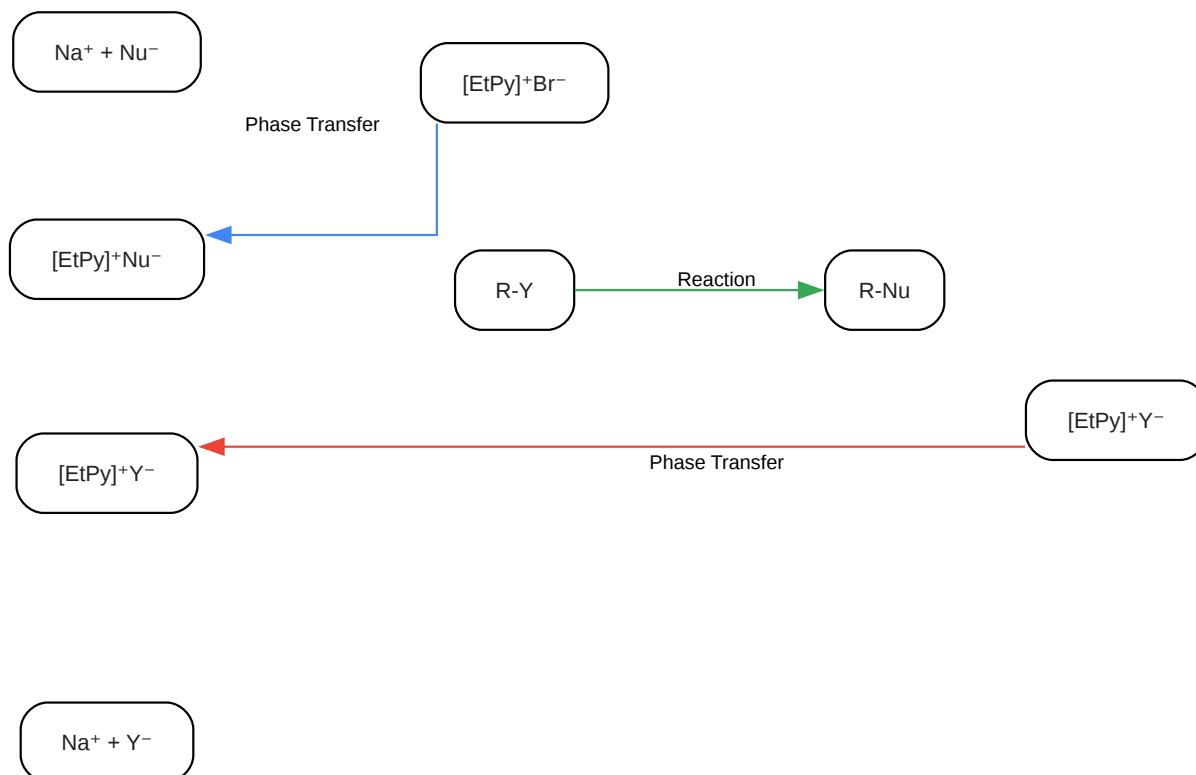 Na⁺ + Nu⁻
[EtPy]⁺Br⁻
Phase Transfer
[EtPy]⁺Nu⁻
R-Y
Reaction
R-Nu
[EtPy]⁺Y⁻
[EtPy]⁺Y⁻
Phase Transfer
Na⁺ + Y⁻